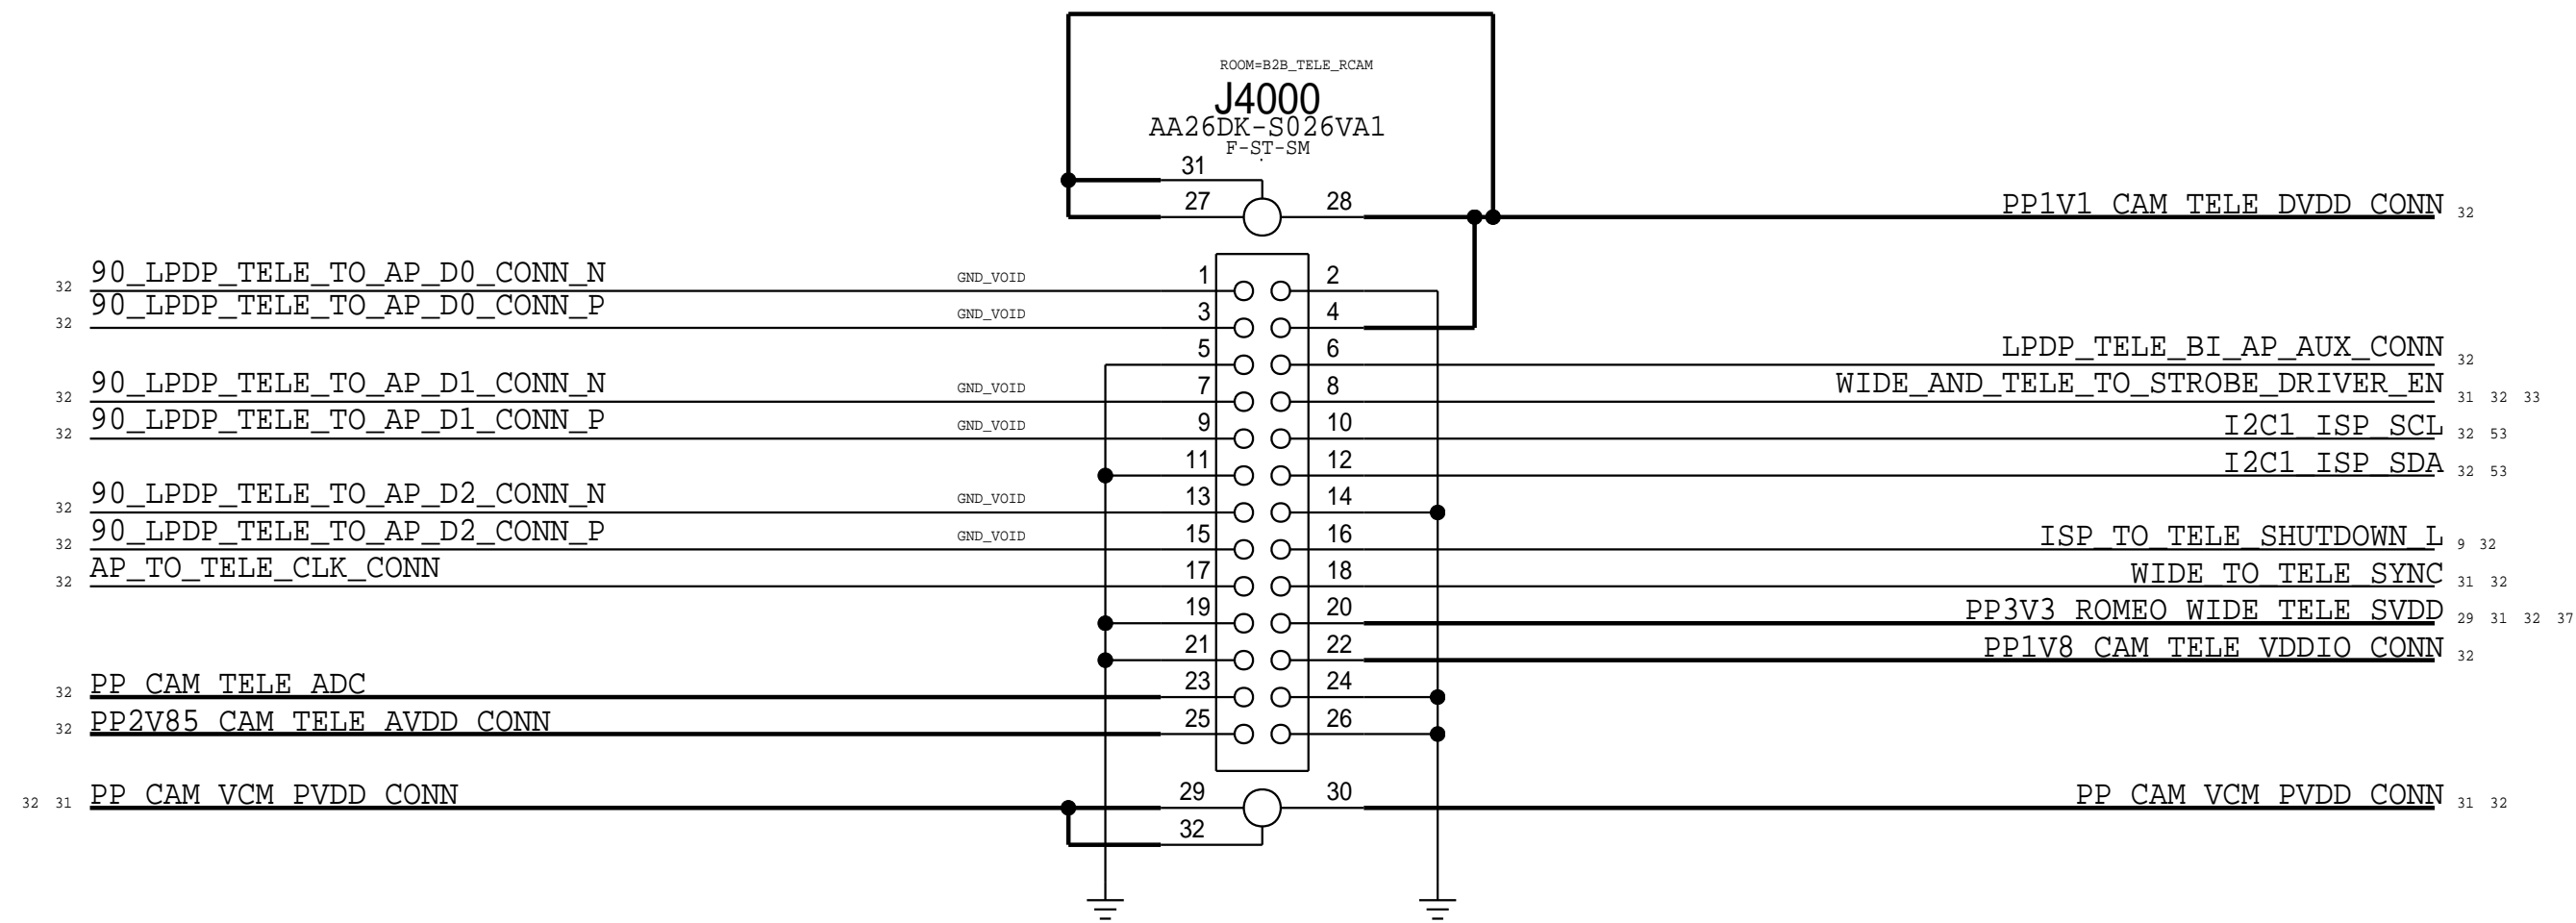 ROOM=B2B_TELE_RCAM
J4000
AA26DK-S026VA1
F-ST-SM
31
27 28 PP1V1_CAM_TELE_DVDD_CONN 32
32 90_LPDP_TELE_TO_AP_D0_CONN_N GND_VOID 1 2
32 90_LPDP_TELE_TO_AP_D0_CONN_P GND_VOID 3 4
5 6 LPDP_TELE_BI_AP_AUX_CONN 32
32 90_LPDP_TELE_TO_AP_D1_CONN_N GND_VOID 7 8 WIDE_AND_TELE_TO_STROBE_DRIVER_EN 31 32 33
32 90_LPDP_TELE_TO_AP_D1_CONN_P GND_VOID 9 10 I2C1_ISP_SCL 32 53
11 12 I2C1_ISP_SDA 32 53
32 90_LPDP_TELE_TO_AP_D2_CONN_N GND_VOID 13 14
32 90_LPDP_TELE_TO_AP_D2_CONN_P GND_VOID 15 16 ISP_TO_TELE_SHUTDOWN_L 9 32
32 AP_TO_TELE_CLK_CONN 17 18 WIDE_TO_TELE_SYNC 31 32
19 20 PP3V3_ROMEO_WIDE_TELE_SVDD 29 31 32 37
21 22 PP1V8_CAM_TELE_VDDIO_CONN 32
32 PP_CAM_TELE_ADC 23 24
32 PP2V85_CAM_TELE_AVDD_CONN 25 26
32 31 PP_CAM_VCM_PVDD_CONN 29 30 PP_CAM_VCM_PVDD_CONN 31 32
32